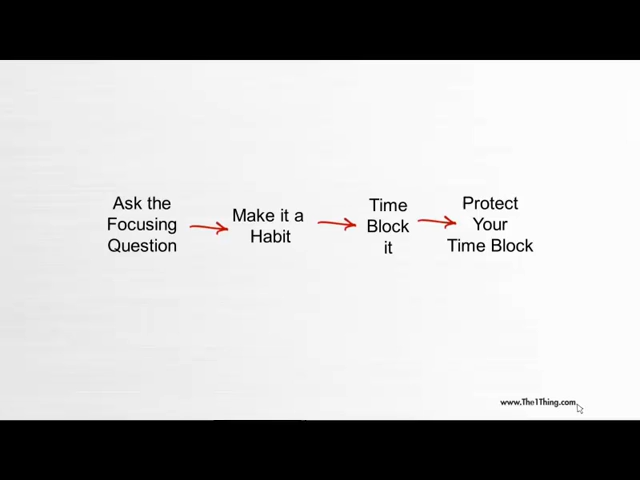 Ask the
Focusing
Question
Make it a
Habit
Time
Block
it
Protect
Your
Time Block
www.The1Thing.com